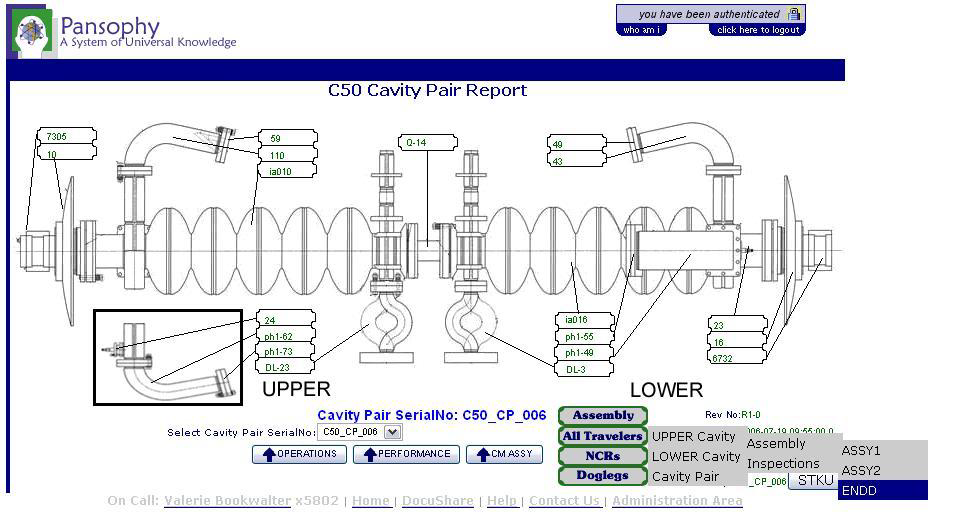 Pansophy
A System of Universal Knowledge
you have been authenticated
who am i
click here to logout
C50 Cavity Pair Report
7305
10
59
110
ia010
Q-14
49
43
24
ph1-62
ph1-73
DL-23
ia016
ph1-55
ph1-49
DL-3
23
16
6732
UPPER
LOWER
Cavity Pair SerialNo: C50_CP_006
Select Cavity Pair SerialNo: C50_CP_006
OPERATIONS
PERFORMANCE
CM ASSY
Assembly
All Travelers
NCRs
Doglegs
Rev No:R1-0
006-07-19 09:55:00.0
UPPER Cavity
LOWER Cavity
Cavity Pair
Assembly
Inspections
_CP_006
STKU
ASSY1
ASSY2
ENDD
On Call: Valerie Bookwalter x5802 | Home | DocuShare | Help | Contact Us | Administration Area